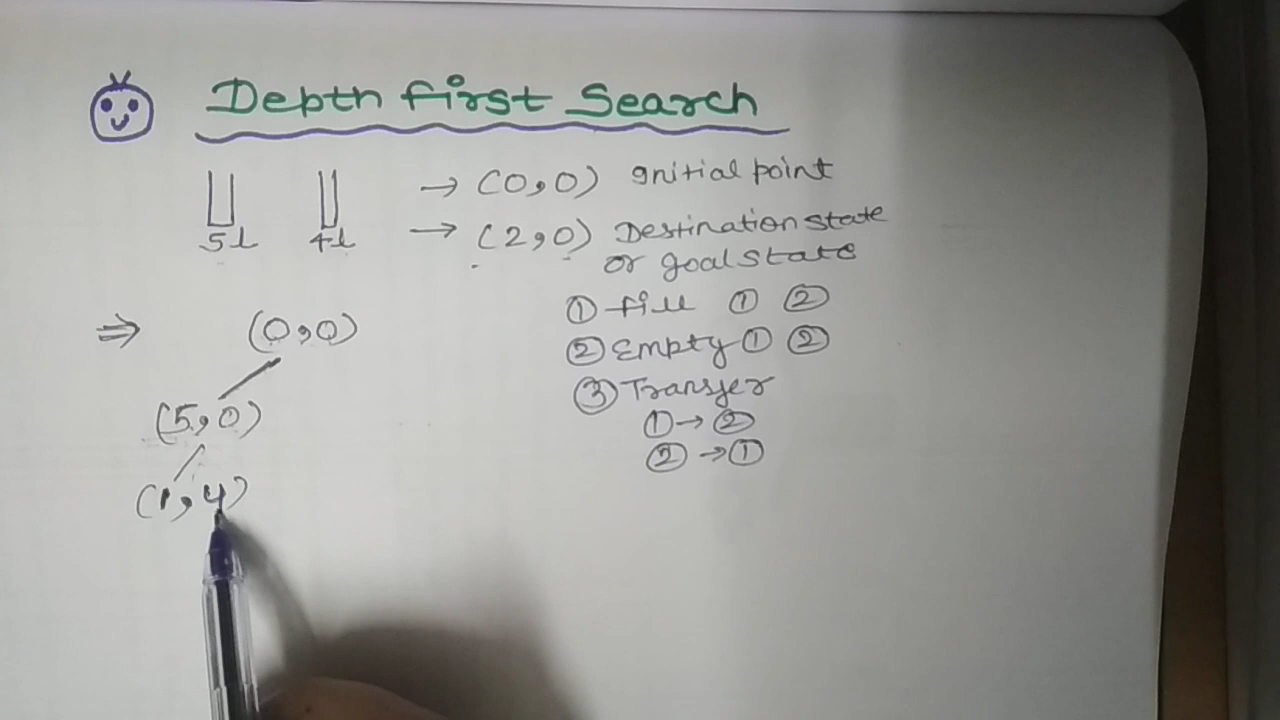 Depth first Search
5l 4l → (0,0) initial point
→ (2,0) Destination state
or goal state
① fill ① ②
⇒ (0,0)
② Empty ① ②
③ Transfer
(5,0) ① → ②
② → ①
(1,4)